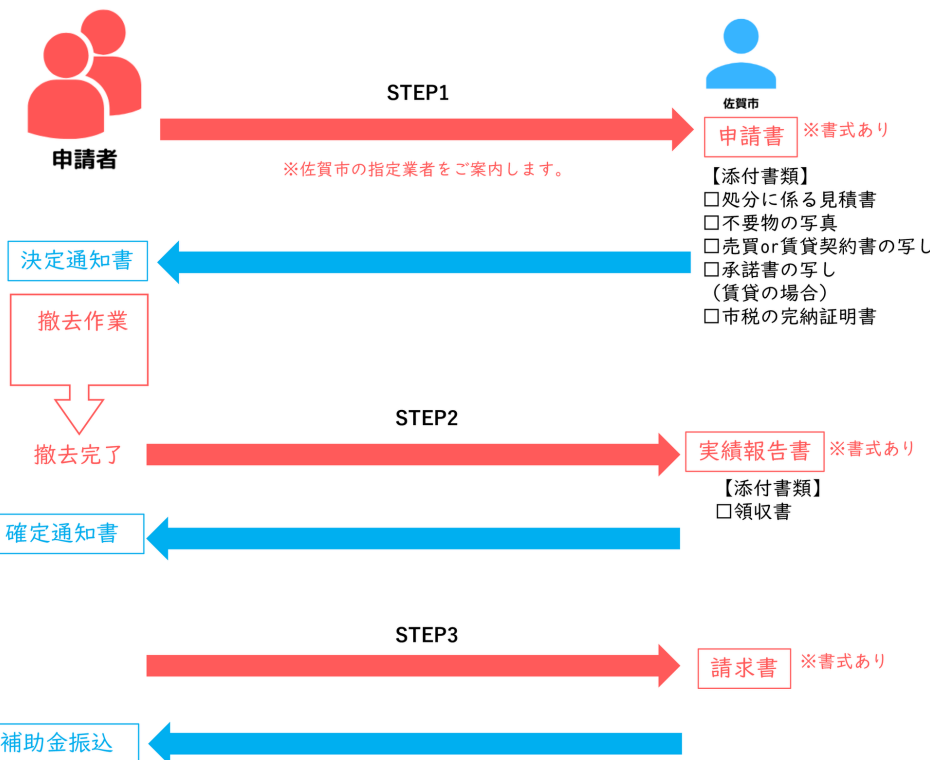 STEP1
佐賀市
申請者
申請書
※書式あり
※佐賀市の指定業者をご案内します。
【添付書類】
□処分に係る見積書
□不要物の写真
□売買or賃貸契約書の写し
□承諾書の写し
（賃貸の場合）
□市税の完納証明書
決定通知書
撤去作業
STEP2
撤去完了
実績報告書
※書式あり
【添付書類】
□領収書
確定通知書
STEP3
請求書
※書式あり
補助金振込